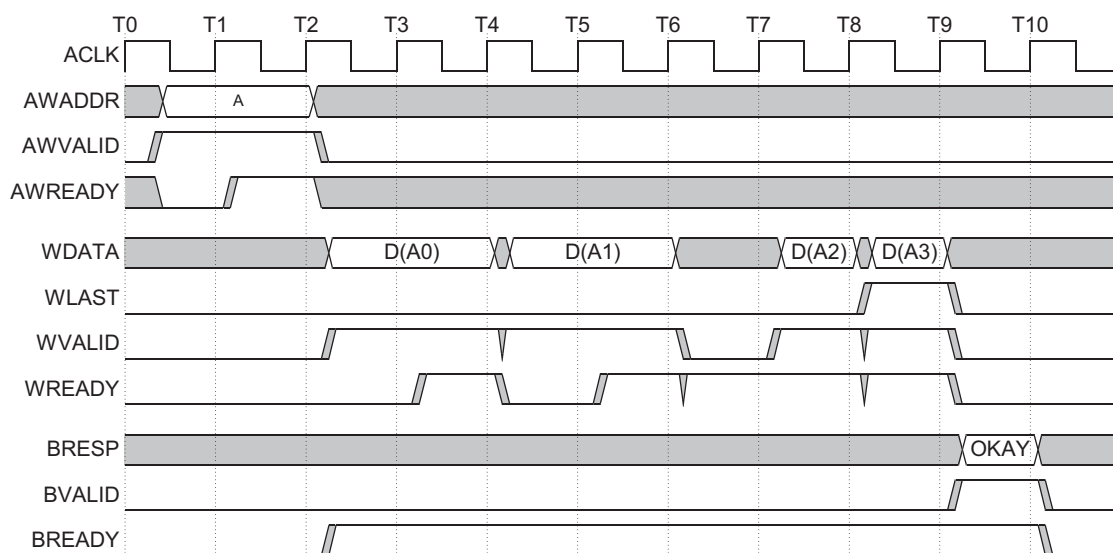 T0 T1 T2 T3 T4 T5 T6 T7 T8 T9 T10
ACLK
AWADDR A
AWVALID
AWREADY
WDATA D(A0) D(A1) D(A2) D(A3)
WLAST
WVALID
WREADY
BRESP OKAY
BVALID
BREADY